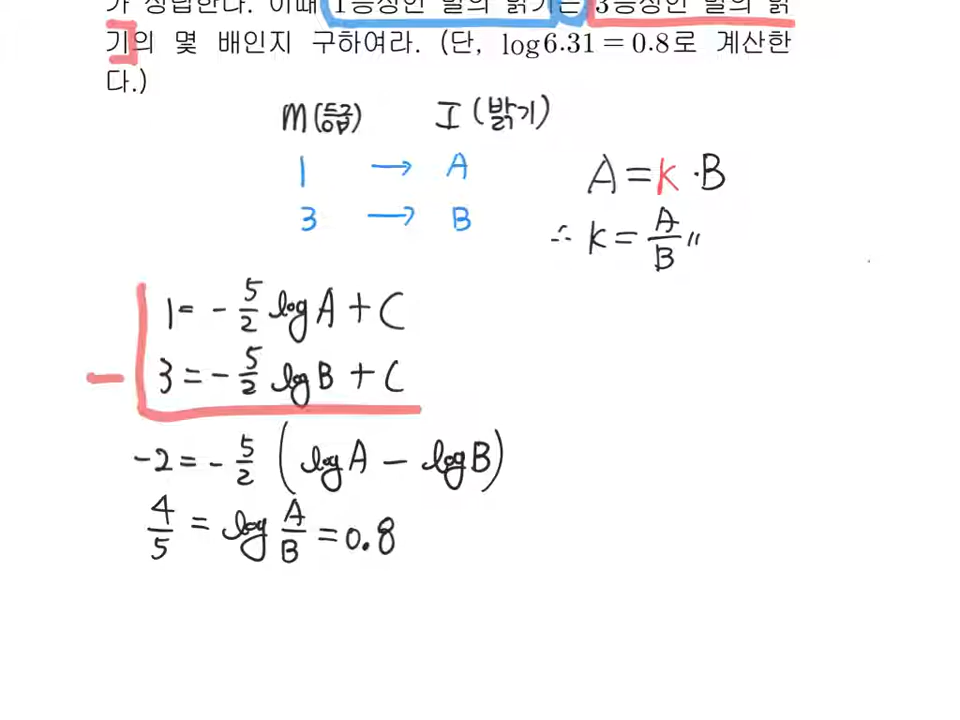 가 성립한다. 이때 1등성인 별의 밝기는 3등성인 별의 밝
기의 몇 배인지 구하여라. (단, log6.31 = 0.8로 계산한
다.)
m(등급) I (밝기)
1 → A
3 → B
A = k · B
∴ k = A/B 〃
1 = - 5/2 log A + C
3 = - 5/2 log B + C
-
-2 = - 5/2 (log A - log B)
4/5 = log A/B = 0.8